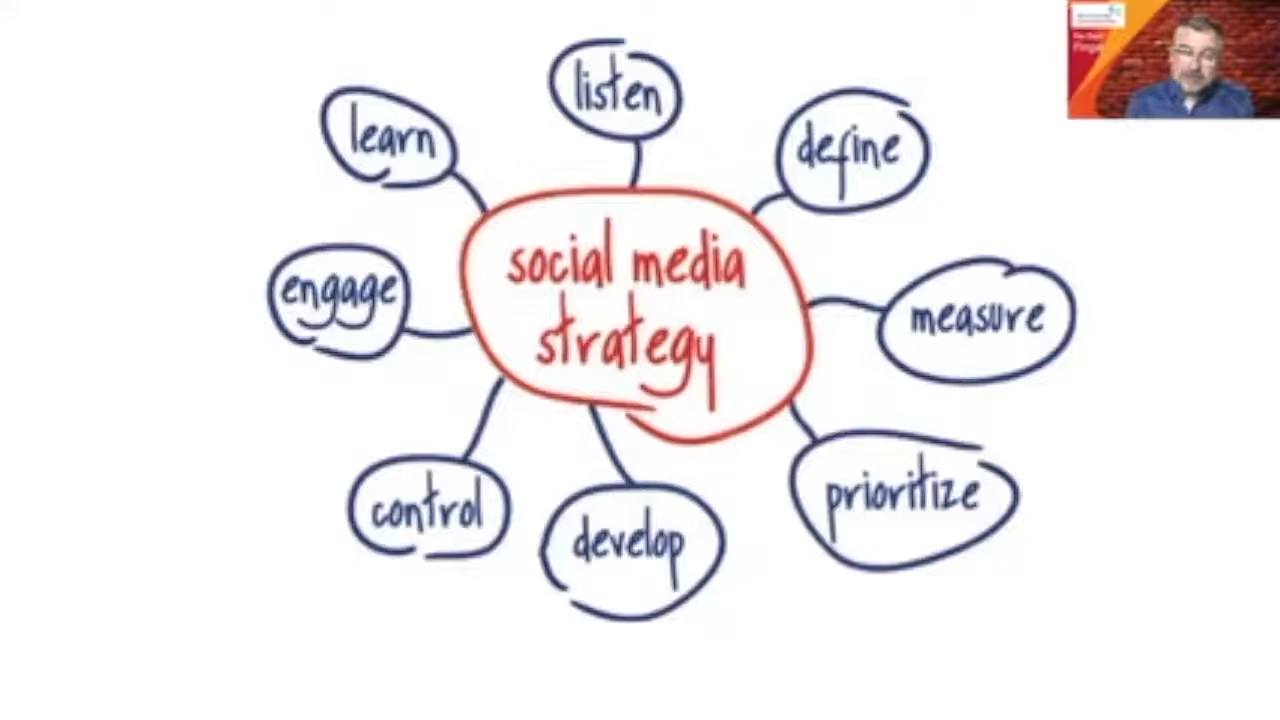 listen
learn
define
social media
strategy
engage
measure
control
develop
prioritize